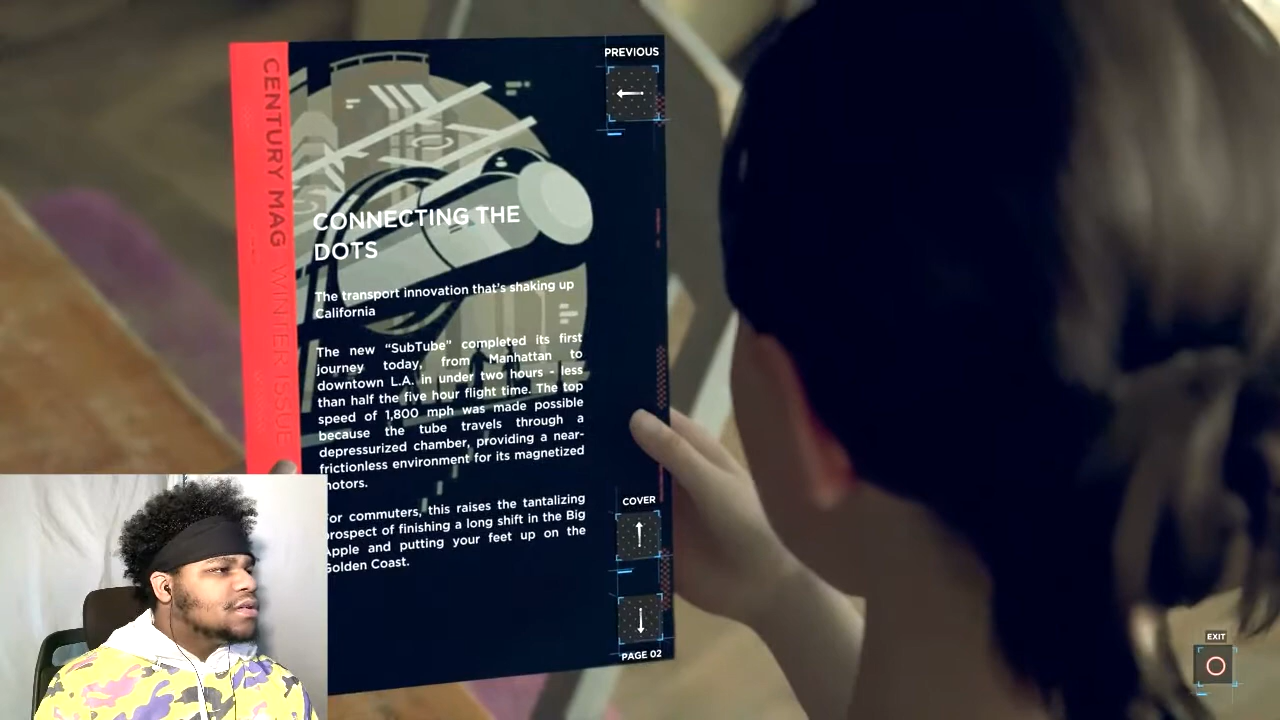 CENTURY MAG WINTER ISSUE
PREVIOUS
CONNECTING THE
DOTS
The transport innovation that's shaking up
California
The new "SubTube" completed its first
journey today, from Manhattan to
downtown L.A. in under two hours - less
than half the five hour flight time. The top
speed of 1,800 mph was made possible
because the tube travels through a
depressurized chamber, providing a near-
frictionless environment for its magnetized
motors.
For commuters, this raises the tantalizing
prospect of finishing a long shift in the Big
Apple and putting your feet up on the
Golden Coast.
COVER
PAGE 02
EXIT